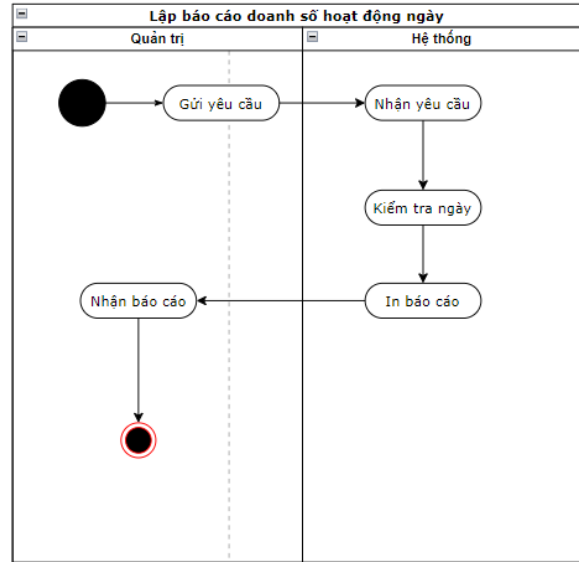 Lập báo cáo doanh số hoạt động ngày
Quản trị
Hệ thống
Gửi yêu cầu
Nhận yêu cầu
Kiểm tra ngày
Nhận báo cáo
In báo cáo